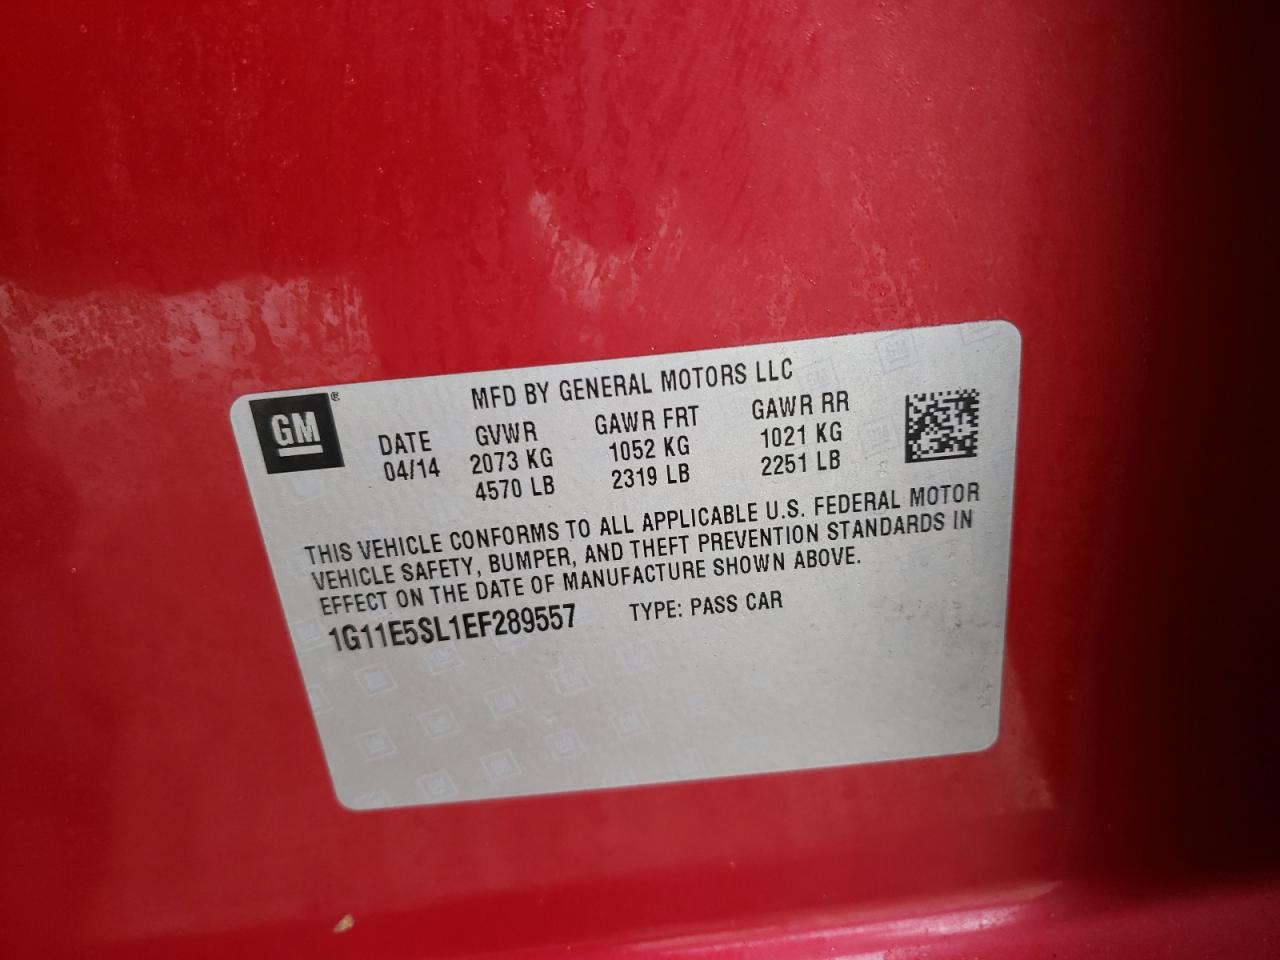 GM®
MFD BY GENERAL MOTORS LLC
DATE GVWR GAWR FRT GAWR RR
04/14 2073 KG 1052 KG 1021 KG
4570 LB 2319 LB 2251 LB
THIS VEHICLE CONFORMS TO ALL APPLICABLE U.S. FEDERAL MOTOR
VEHICLE SAFETY, BUMPER, AND THEFT PREVENTION STANDARDS IN
EFFECT ON THE DATE OF MANUFACTURE SHOWN ABOVE.
1G11E5SL1EF289557 TYPE: PASS CAR